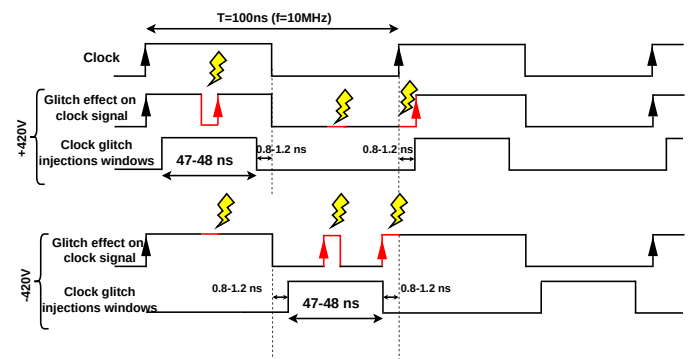 T=100ns (f=10MHz)
Clock
Glitch effect on
clock signal
+420V
Clock glitch
injections windows
47-48 ns
0.8-1.2 ns
0.8-1.2 ns
Glitch effect on
clock signal
-420V
0.8-1.2 ns
0.8-1.2 ns
Clock glitch
injections windows
47-48 ns